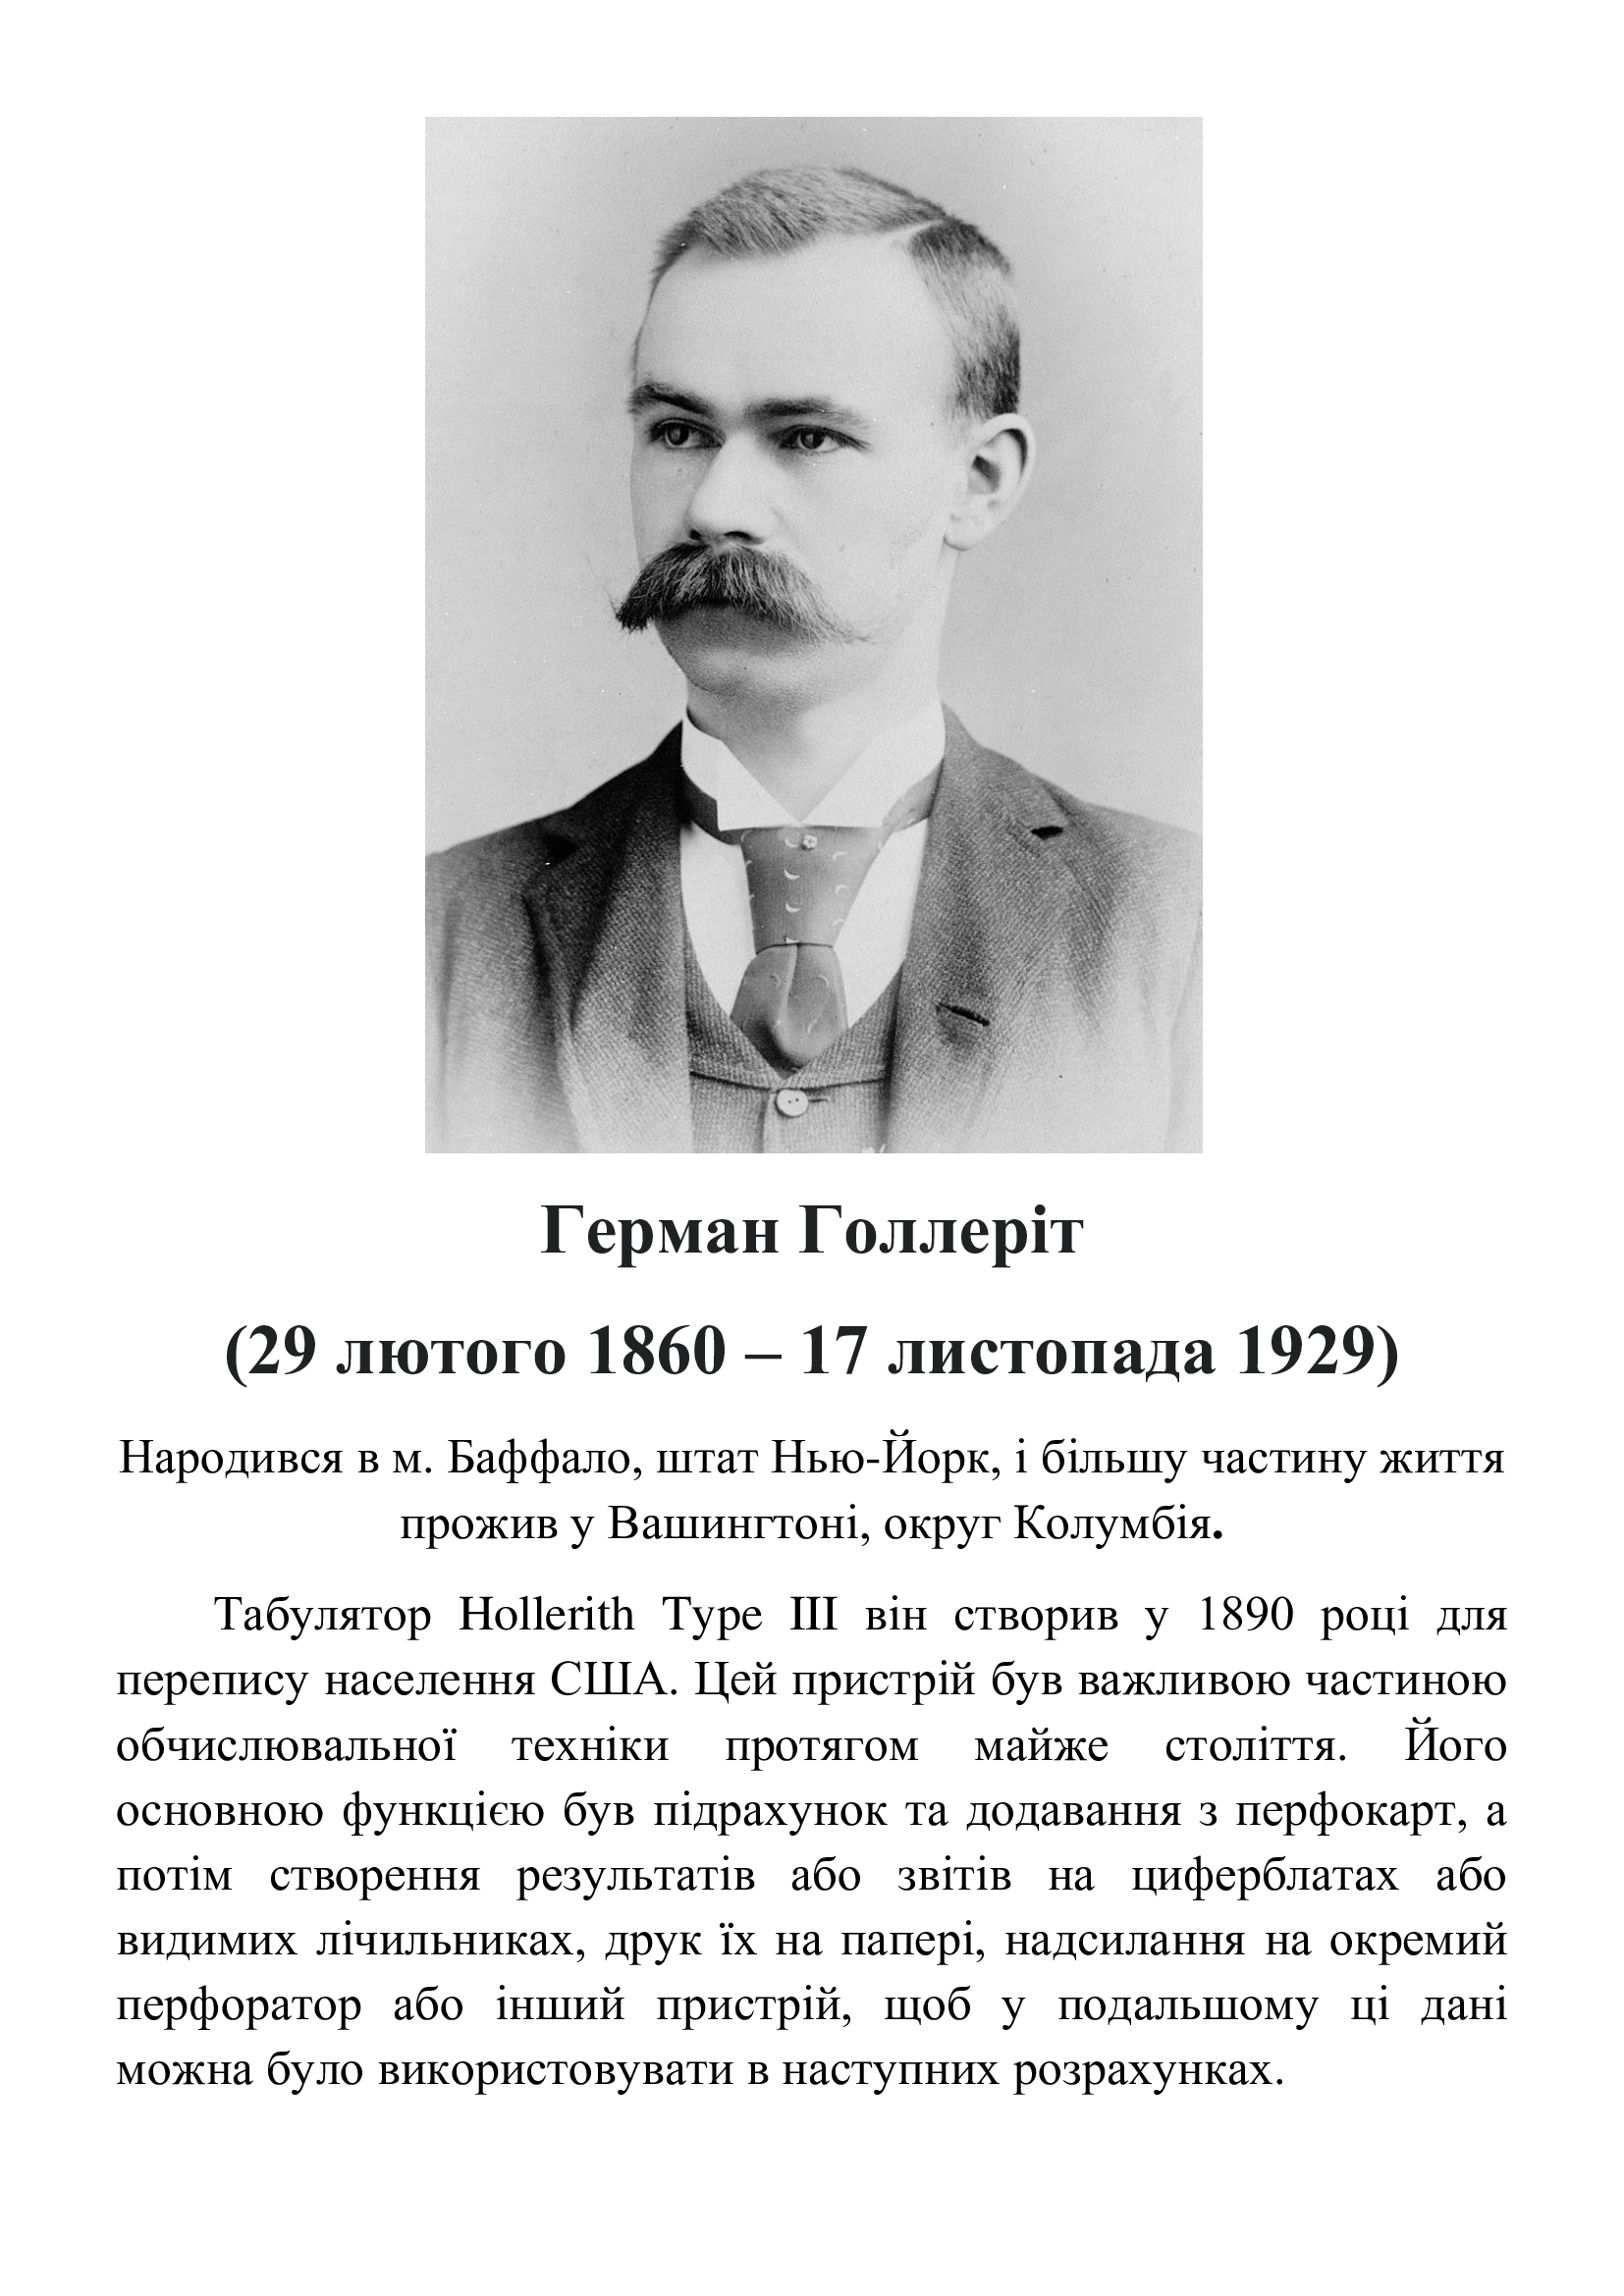 Герман Голлеріт
(29 лютого 1860 – 17 листопада 1929)
Народився в м. Баффало, штат Нью-Йорк, і більшу частину життя
прожив у Вашингтоні, округ Колумбія.
Табулятор Hollerith Type III він створив у 1890 році для
перепису населення США. Цей пристрій був важливою частиною
обчислювальної техніки протягом майже століття. Його
основною функцією був підрахунок та додавання з перфокарт, а
потім створення результатів або звітів на циферблатах або
видимих лічильниках, друк їх на папері, надсилання на окремий
перфоратор або інший пристрій, щоб у подальшому ці дані
можна було використовувати в наступних розрахунках.